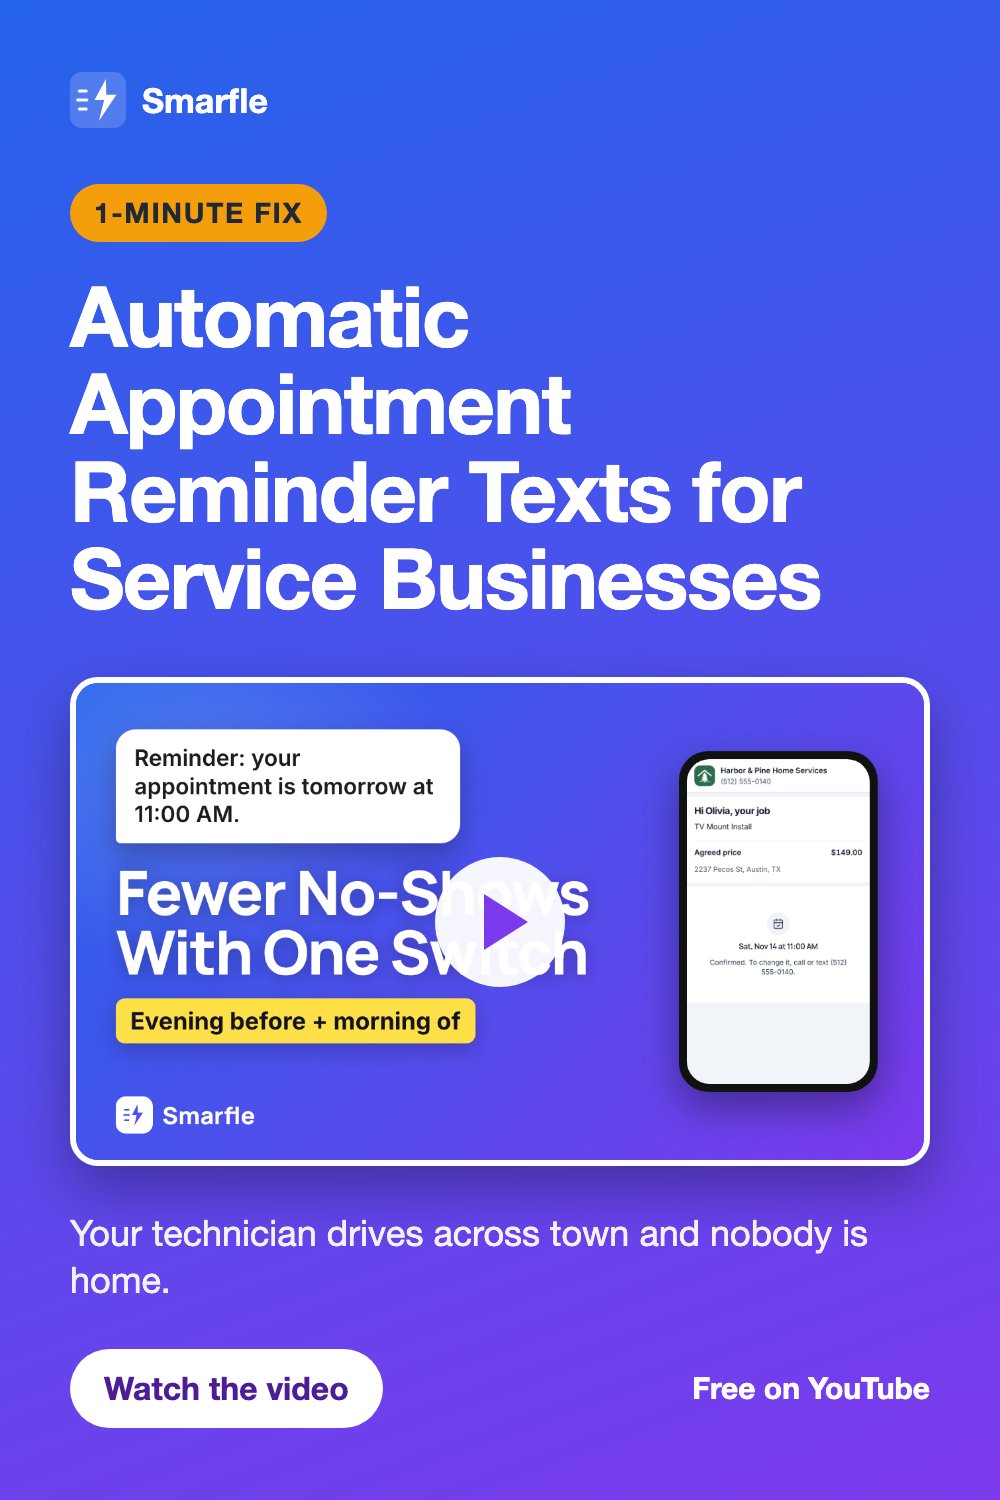 Smarfle
1-MINUTE FIX
Automatic
Appointment
Reminder Texts for
Service Businesses
Reminder: your
appointment is tomorrow at
11:00 AM.
Fewer No-Shows
With One Switch
Evening before + morning of
Smarfle
Harbor & Pine Home Services
(512) 555-0140
Hi Olivia, your job
TV Mount Install
Agreed price $149.00
2237 Pecos St, Austin, TX
Sat, Nov 14 at 11:00 AM
Confirmed. To change it, call or text (512)
555-0140.
Your technician drives across town and nobody is
home.
Watch the video
Free on YouTube